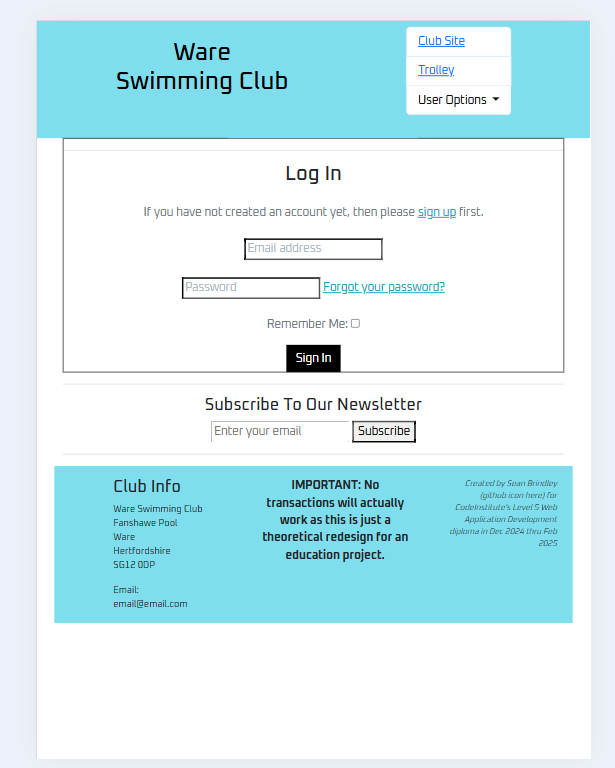 Ware
Swimming Club
Club Site
Trolley
User Options
Log In
If you have not created an account yet, then please sign up first.
Email address
Password
Forgot your password?
Remember Me:
Sign In
Subscribe To Our Newsletter
Enter your email
Subscribe
Club Info
Ware Swimming Club
Fanshawe Pool
Ware
Hertfordshire
SG12 0DP
Email:
email@email.com
IMPORTANT: No
transactions will actually
work as this is just a
theoretical redesign for an
education project.
Created by Sean Brindley
(github icon here) for
CodeInstitute's Level 5 Web
Application Development
diploma in Dec 2024 thru Feb
2025